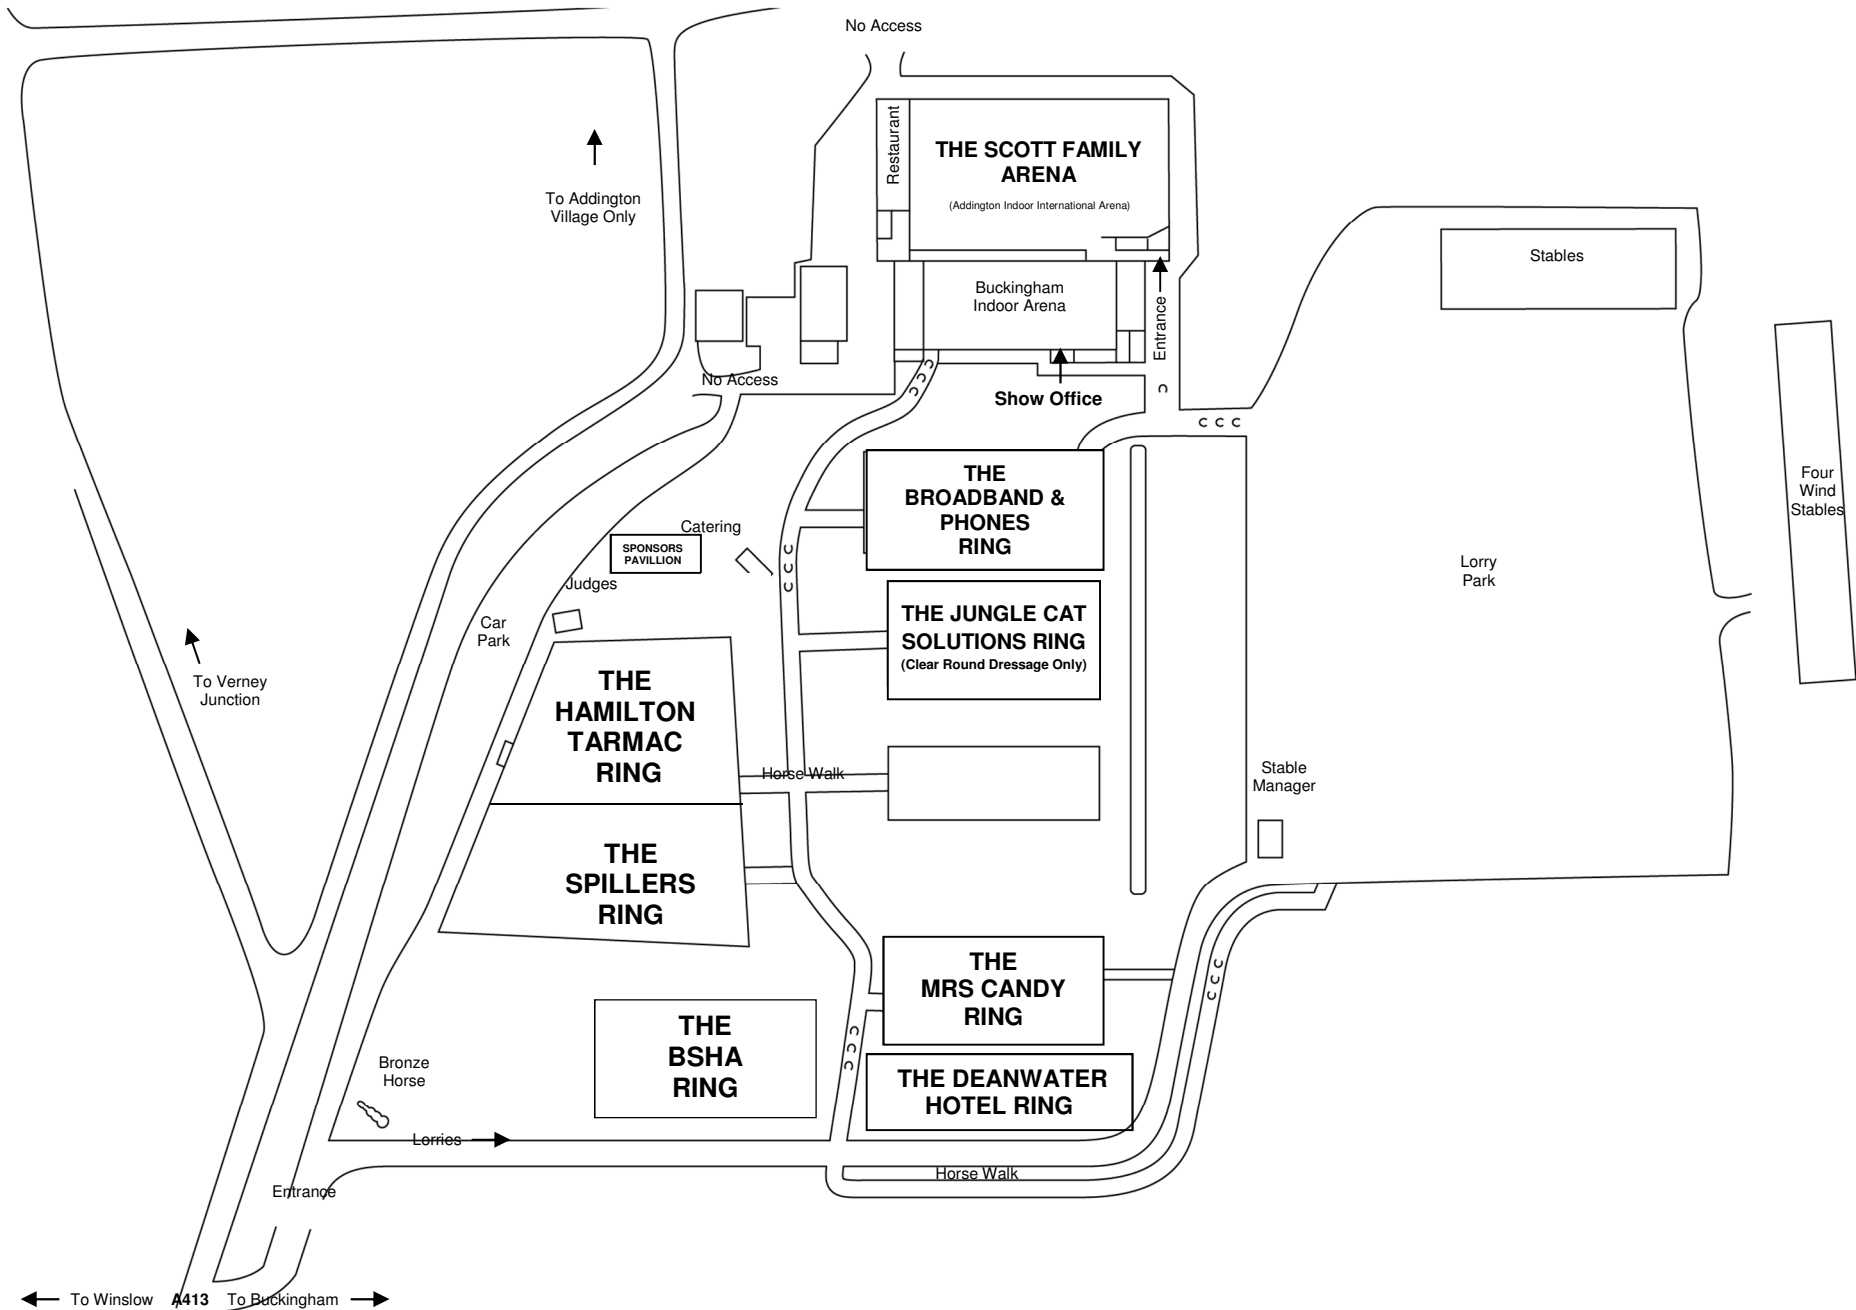 No Access
Restaurant
THE SCOTT FAMILY
ARENA
(Addington Indoor International Arena)
To Addington
Village Only
Stables
Buckingham
Indoor Arena
Entrance
No Access
Show Office
Four
Wind
Stables
THE
BROADBAND &
PHONES
RING
Catering
SPONSORS
PAVILLION
Judges
Lorry
Park
THE JUNGLE CAT
SOLUTIONS RING
(Clear Round Dressage Only)
Car
Park
To Verney
Junction
THE
HAMILTON
TARMAC
RING
Horse Walk
Stable
Manager
THE
SPILLERS
RING
THE
MRS CANDY
RING
THE
BSHA
RING
Bronze
Horse
THE DEANWATER
HOTEL RING
Lorries
Horse Walk
Entrance
To Winslow A413 To Buckingham